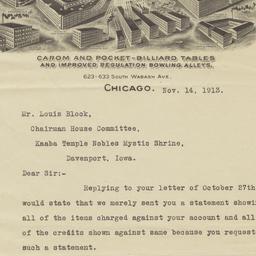 CAROM AND POCKET-BILLIARD TABLES
AND IMPROVED REGULATION BOWLING ALLEYS.
623-633 SOUTH WABASH AVE.
CHICAGO. Nov. 14, 1913.
Mr. Louis Block,
Chairman House Committee,
Kaaba Temple Nobles Mystic Shrine,
Davenport, Iowa.
Dear Sir:-
Replying to your letter of October 27th
would state that we merely sent you a statement showi
all of the items charged against your account and all
of the credits shown against same because you request
such a statement.